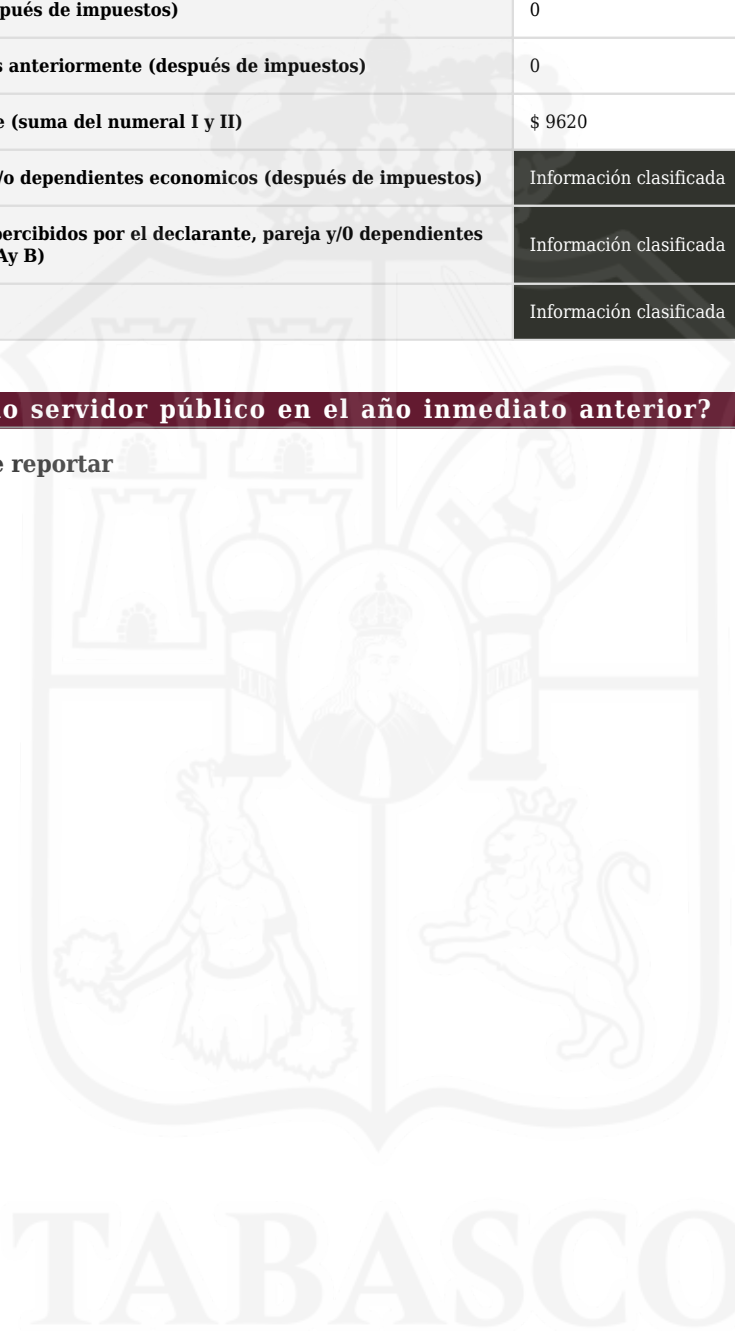 pués de impuestos) 0
s anteriormente (después de impuestos) 0
e (suma del numeral I y II) $ 9620
/o dependientes economicos (después de impuestos) Información clasificada
percibidos por el declarante, pareja y/0 dependientes
Ay B) Información clasificada
Información clasificada
o servidor público en el año inmediato anterior?
e reportar
PLUS ULTRA
TABASCO